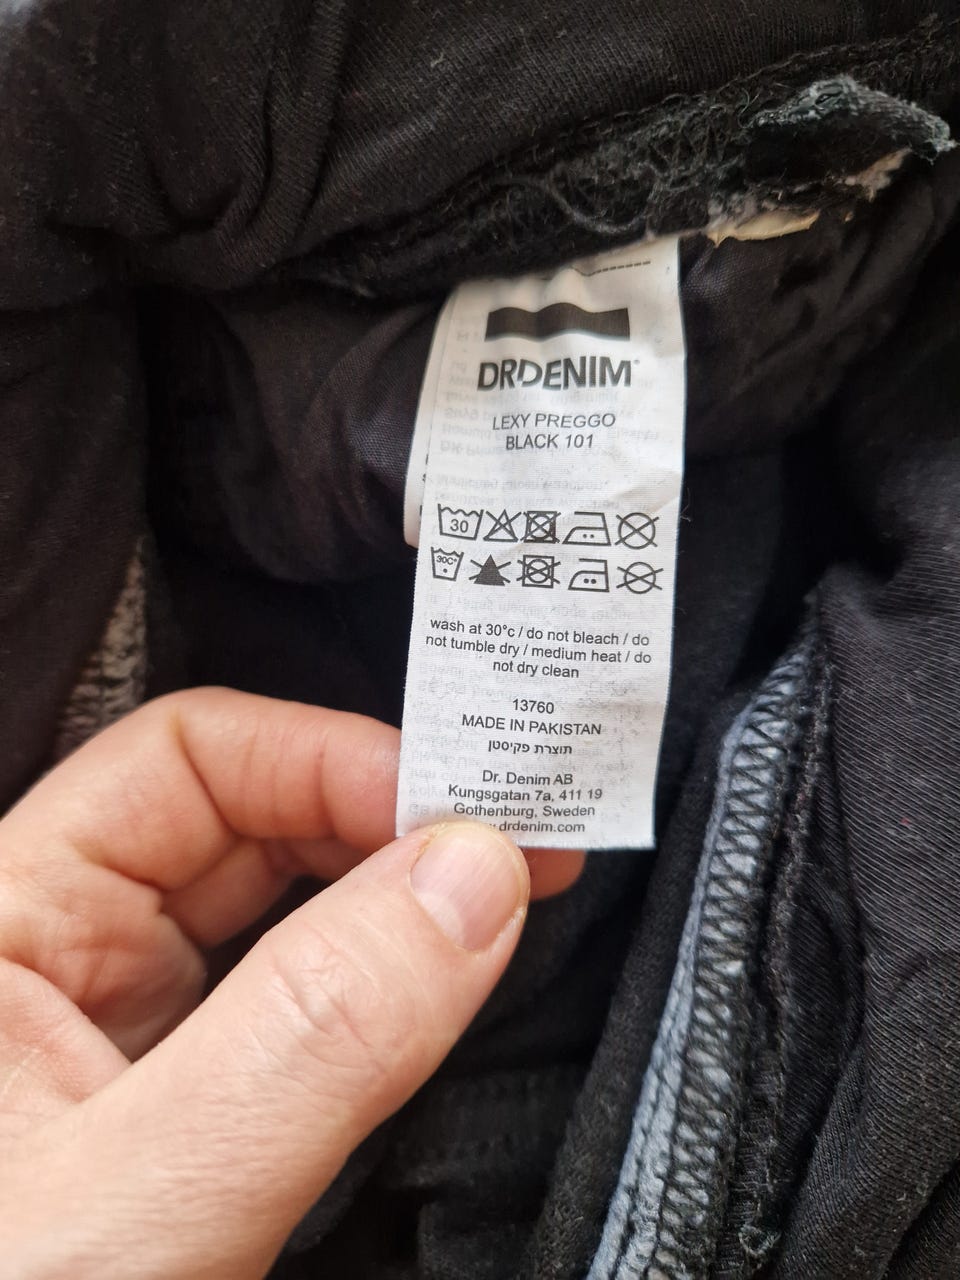 DRDENIM
LEXY PREGGO
BLACK 101
30
30C°
wash at 30°c / do not bleach / do
not tumble dry / medium heat / do
not dry clean
13760
MADE IN PAKISTAN
תוצרת פקיסטן
Dr. Denim AB
Kungsgatan 7a, 411 19
Gothenburg, Sweden
drdenim.com